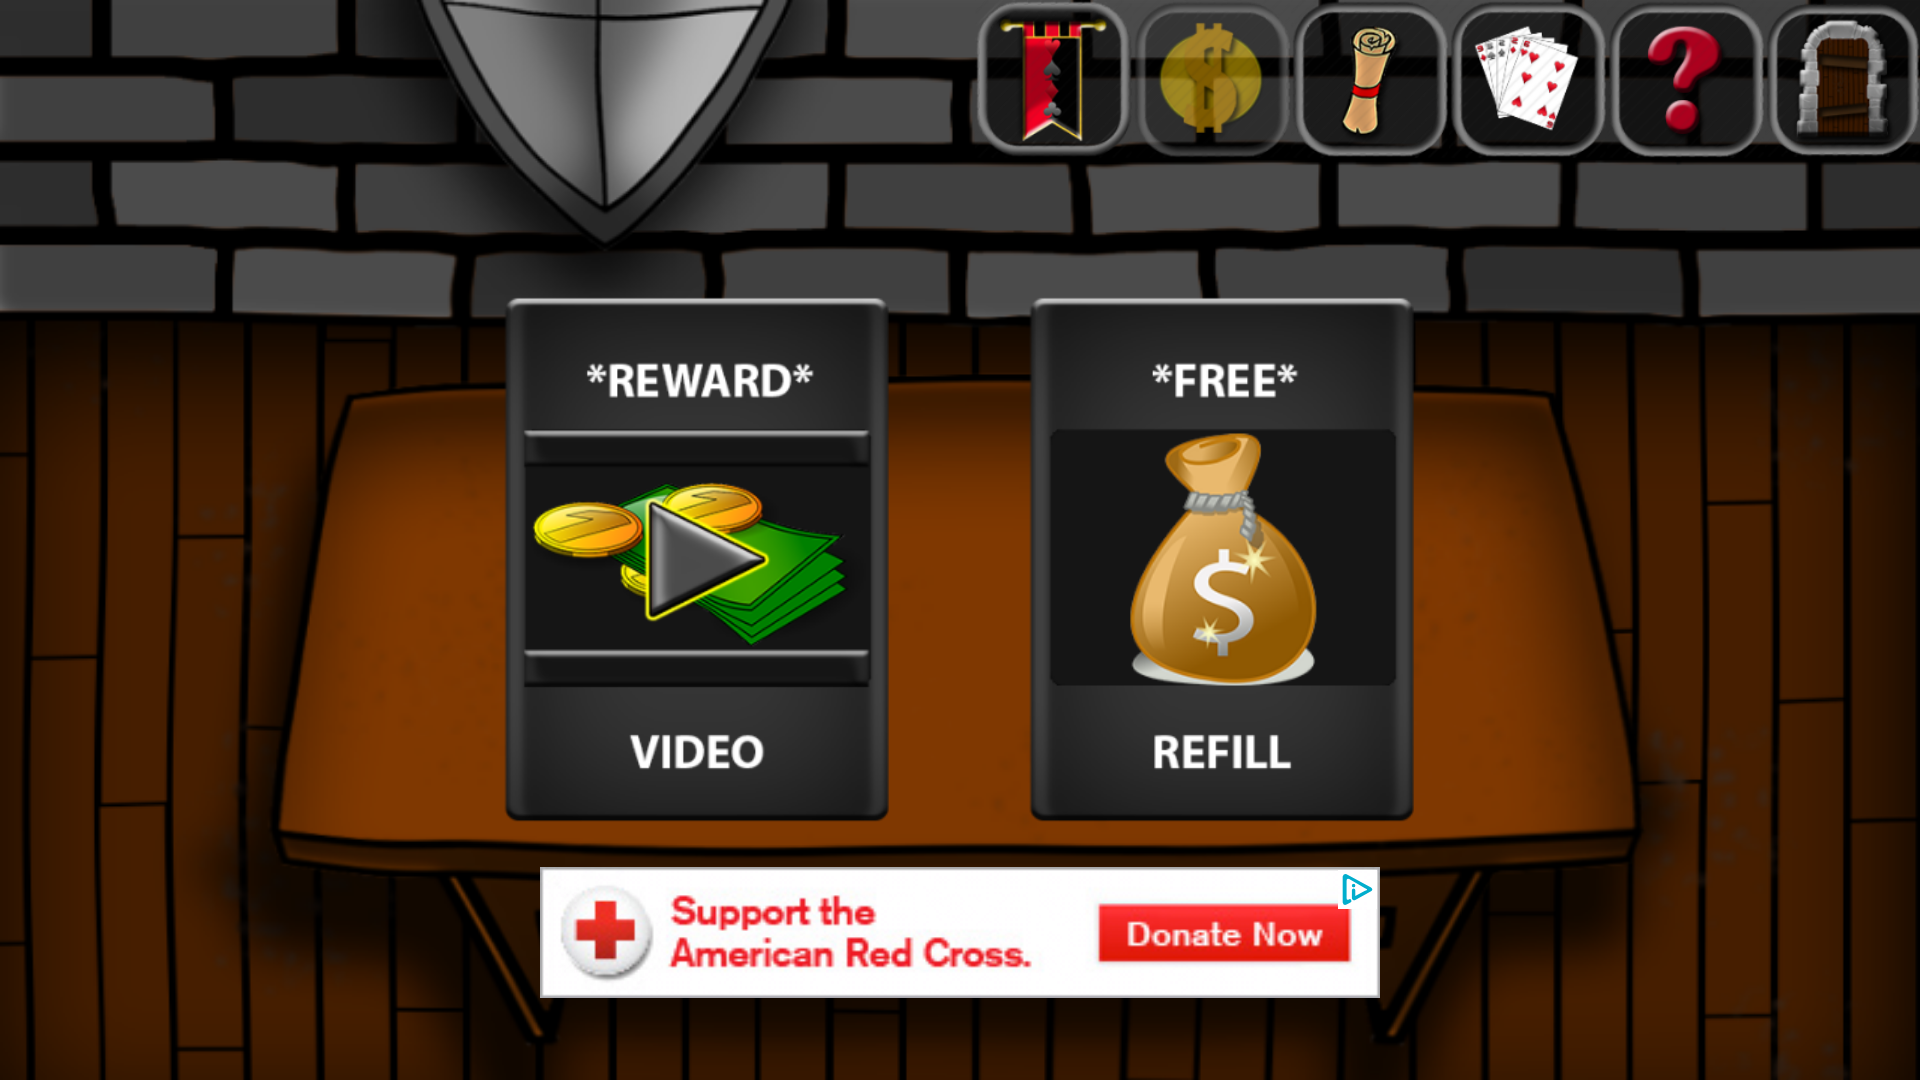 *REWARD*
VIDEO
*FREE*
$
REFILL
Support the
American Red Cross.
Donate Now